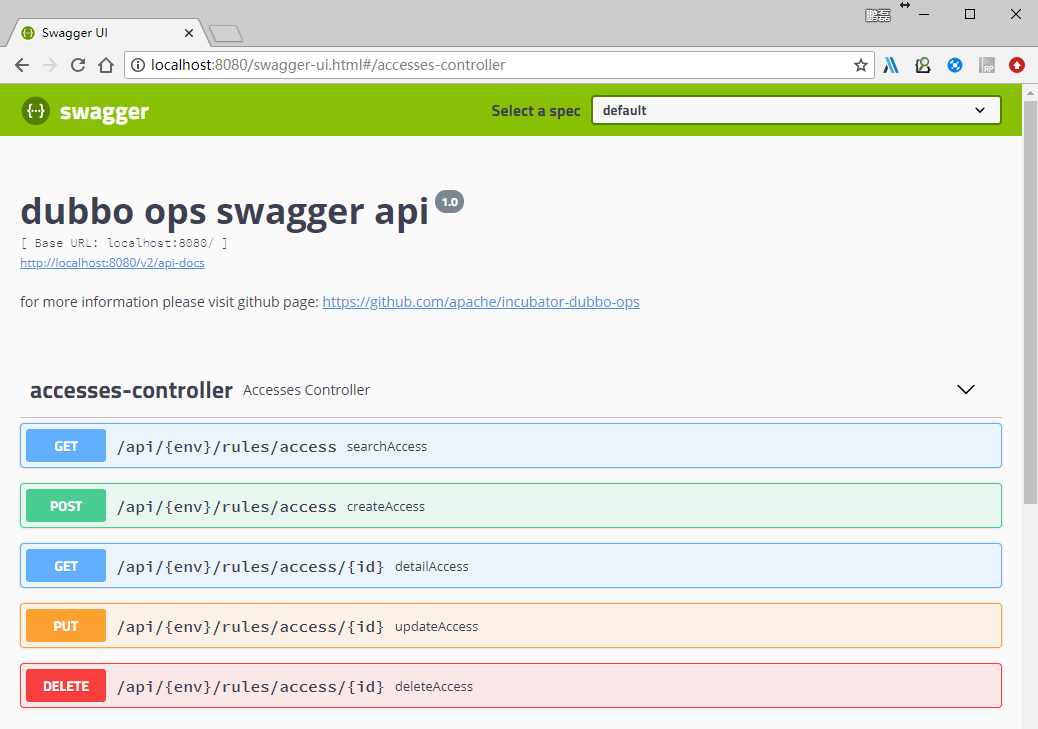 鹏磊
Swagger UI
localhost:8080/swagger-ui.html#/accesses-controller
RP
{··} swagger
Select a spec default
dubbo ops swagger api 1.0
[ Base URL: localhost:8080/ ]
http://localhost:8080/v2/api-docs
for more information please visit github page: https://github.com/apache/incubator-dubbo-ops
accesses-controller Accesses Controller
GET /api/{env}/rules/access searchAccess
POST /api/{env}/rules/access createAccess
GET /api/{env}/rules/access/{id} detailAccess
PUT /api/{env}/rules/access/{id} updateAccess
DELETE /api/{env}/rules/access/{id} deleteAccess